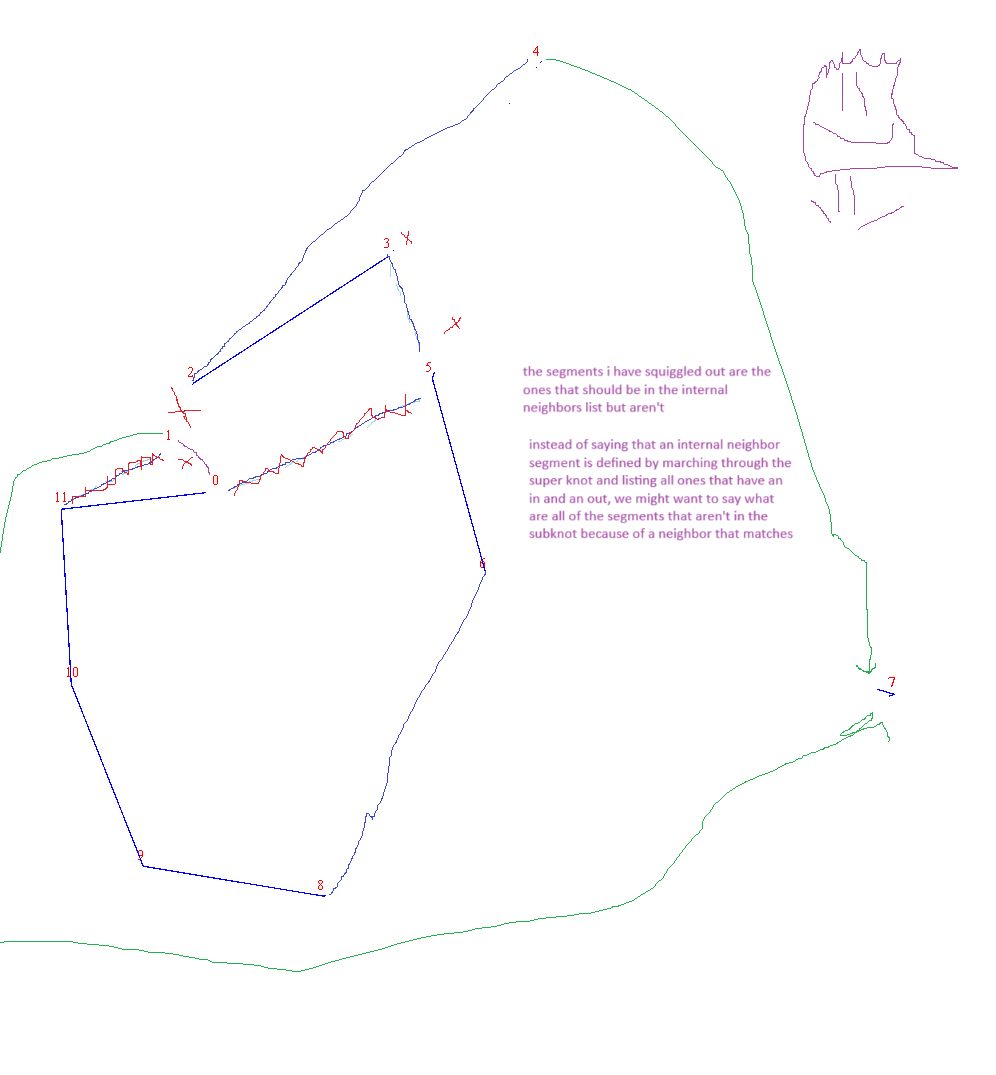 4
3
2
5
the segments i have squiggled out are the
ones that should be in the internal
neighbors list but aren't
1
instead of saying that an internal neighbor
segment is defined by marching through the
super knot and listing all ones that have an
in and an out, we might want to say what
are all of the segments that aren't in the
subknot because of a neighbor that matches
0
11
6
10
7
9
8